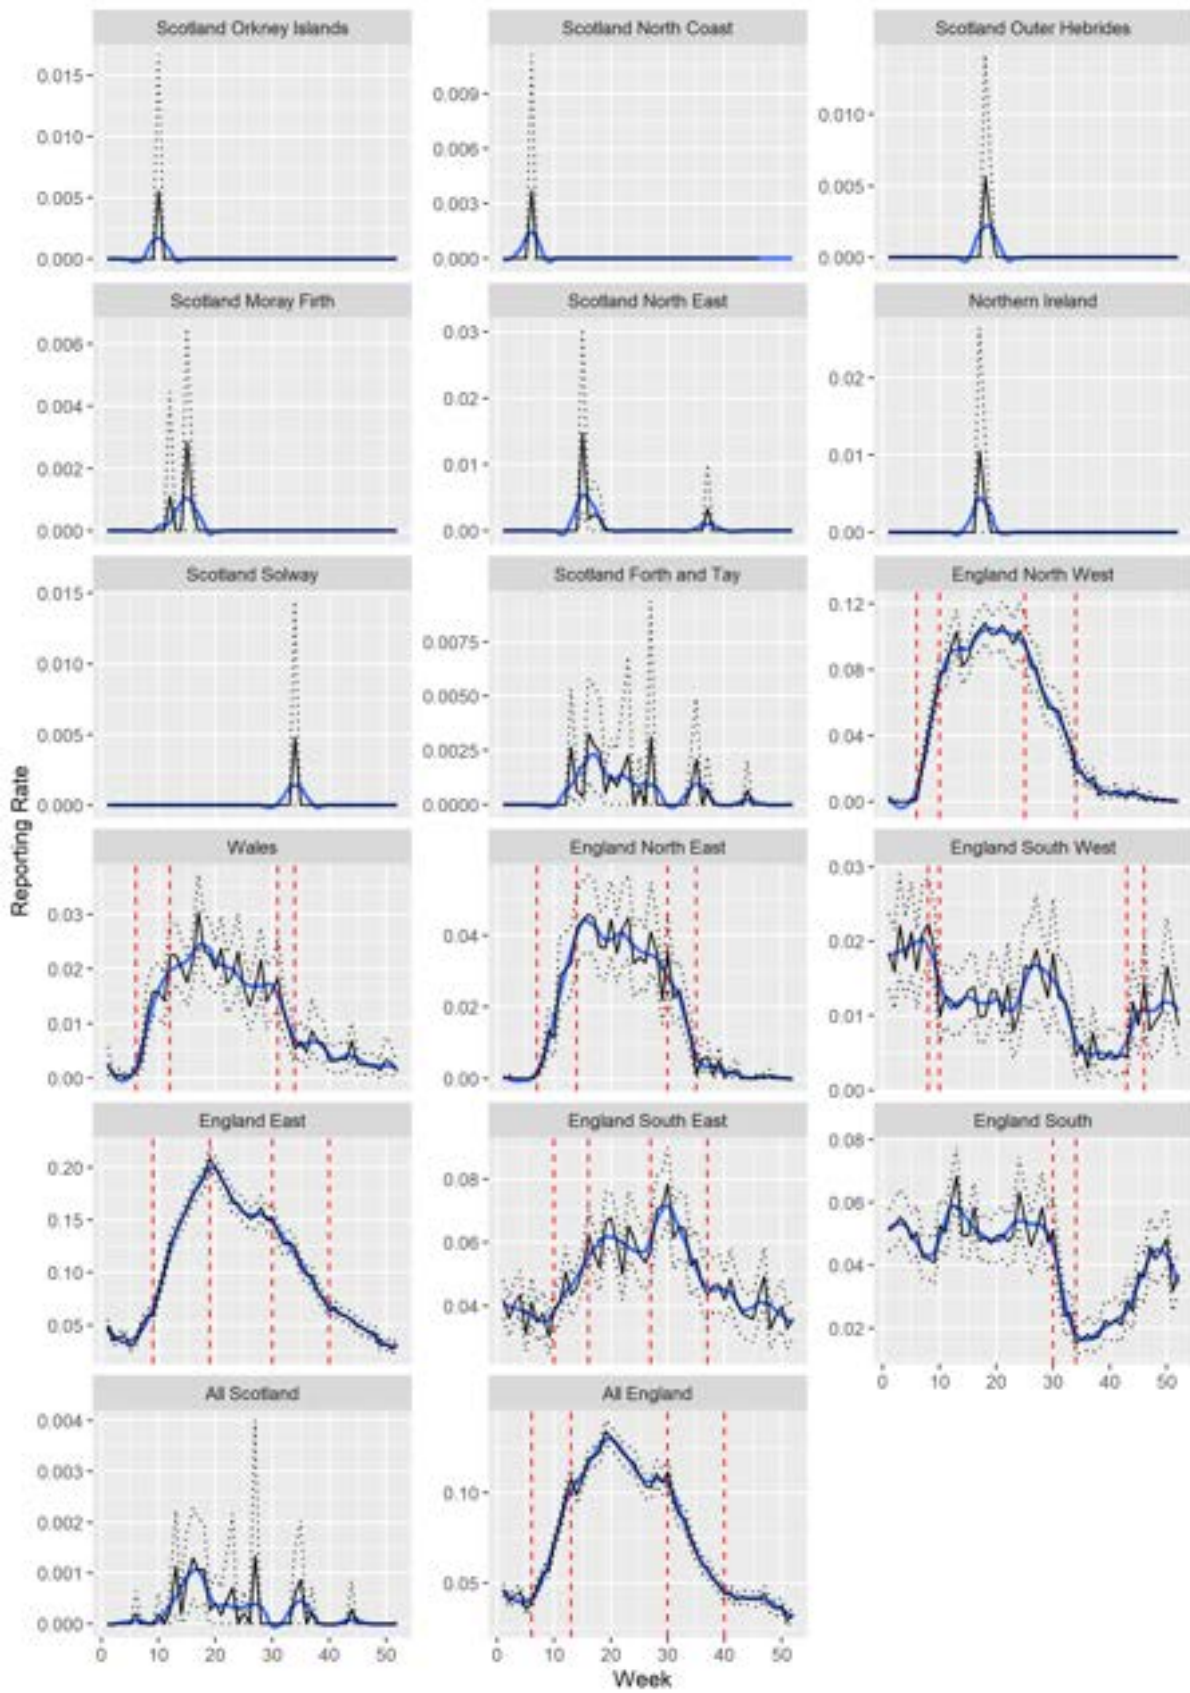 Scotland Orkney Islands
Scotland North Coast
Scotland Outer Hebrides
0.015
0.010
0.005
0.000
0.009
0.006
0.003
0.000
0.010
0.005
0.000
Scotland Moray Firth
Scotland North East
Northern Ireland
0.006
0.004
0.002
0.000
0.03
0.02
0.01
0.00
0.02
0.01
0.00
Scotland Solway
Scotland Forth and Tay
England North West
0.015
0.010
0.005
0.000
0.0075
0.0050
0.0025
0.0000
0.12
0.08
0.04
0.00
Reporting Rate
Wales
England North East
England South West
0.03
0.02
0.01
0.00
0.04
0.02
0.00
0.03
0.02
0.01
0.00
England East
England South East
England South
0.20
0.15
0.10
0.05
0.08
0.06
0.04
0.08
0.06
0.04
0.02
0 10 20 30 40 50
All Scotland
All England
0.004
0.003
0.002
0.001
0.000
0.10
0.05
0 10 20 30 40 50
0 10 20 30 40 50
Week